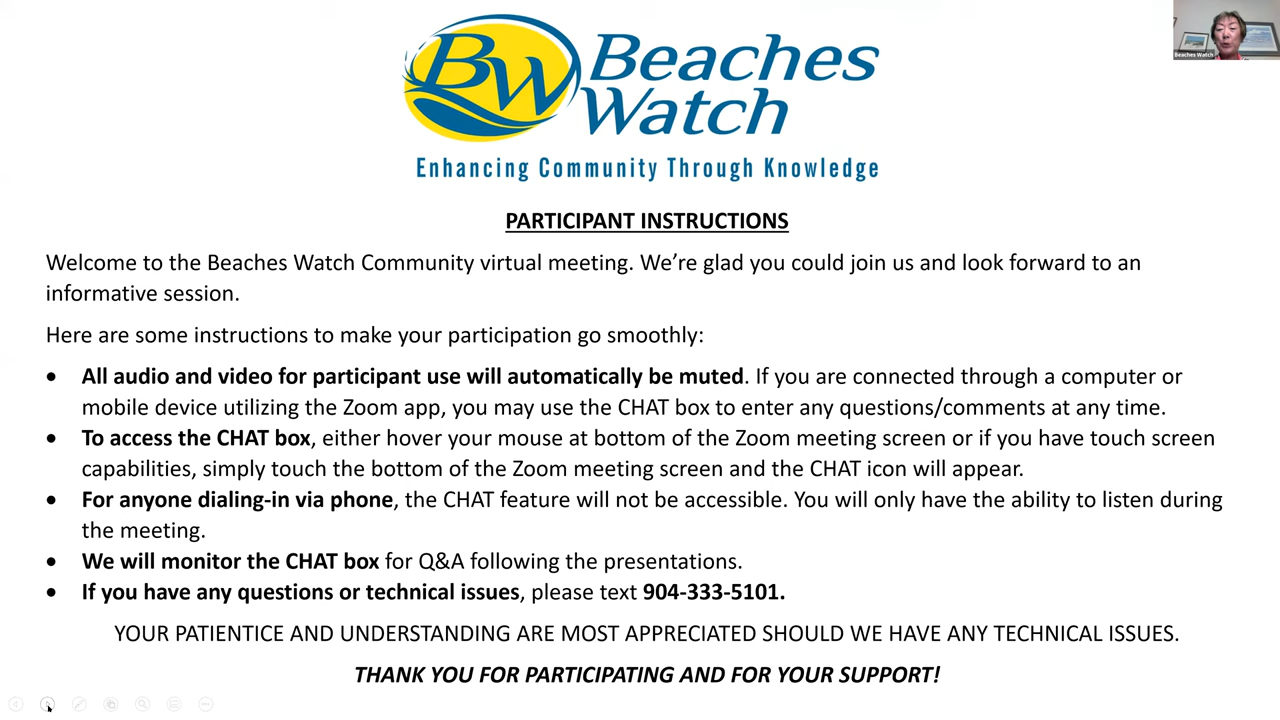 BW Beaches
Watch
Enhancing Community Through Knowledge
Beaches Watch
PARTICIPANT INSTRUCTIONS
Welcome to the Beaches Watch Community virtual meeting. We’re glad you could join us and look forward to an
informative session.
Here are some instructions to make your participation go smoothly:
• All audio and video for participant use will automatically be muted. If you are connected through a computer or
mobile device utilizing the Zoom app, you may use the CHAT box to enter any questions/comments at any time.
• To access the CHAT box, either hover your mouse at bottom of the Zoom meeting screen or if you have touch screen
capabilities, simply touch the bottom of the Zoom meeting screen and the CHAT icon will appear.
• For anyone dialing-in via phone, the CHAT feature will not be accessible. You will only have the ability to listen during
the meeting.
• We will monitor the CHAT box for Q&A following the presentations.
• If you have any questions or technical issues, please text 904-333-5101.
YOUR PATIENTICE AND UNDERSTANDING ARE MOST APPRECIATED SHOULD WE HAVE ANY TECHNICAL ISSUES.
THANK YOU FOR PARTICIPATING AND FOR YOUR SUPPORT!